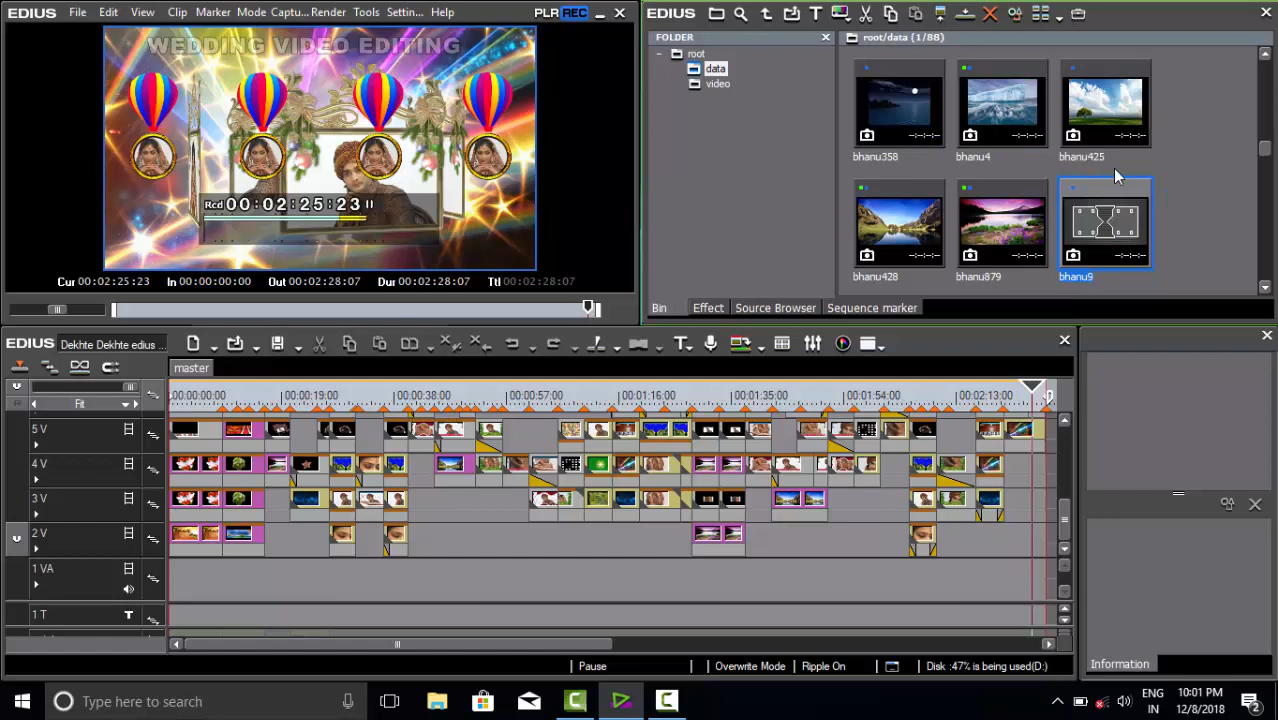 EDIUS File Edit View Clip Marker Mode Captu... Render Tools Settin... Help PLR REC
WEDDING VIDEO EDITING
Rcd 00:02:25:23
Cur 00:02:25:23 In 00:00:00:00 Out 00:02:28:07 Dur 00:02:28:07 Ttl 00:02:28:07
EDIUS
FOLDER
root
data
video
root/data (1/88)
bhanu358 bhanu4 bhanu425
bhanu428 bhanu879 bhanu9
Bin Effect Source Browser Sequence marker
EDIUS Dekhte Dekhte edius ...
master
Fit
00:00:00:00 00:00:19:00 00:00:38:00 00:00:57:00 00:01:16:00 00:01:35:00 00:01:54:00 00:02:13:00
5 V
4 V
3 V
2 V
1 VA
1 T T
Pause Overwrite Mode Ripple On Disk :47% is being used(D:)
Information
Type here to search
ENG
IN
10:01 PM
12/8/2018
2